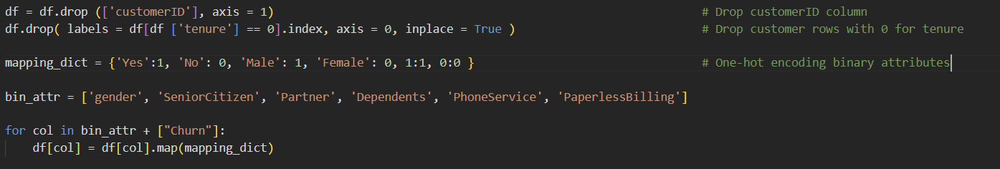 df = df.drop (['customerID'], axis = 1) # Drop customerID column
df.drop( labels = df[df ['tenure'] == 0].index, axis = 0, inplace = True ) # Drop customer rows with 0 for tenure
mapping_dict = {'Yes':1, 'No': 0, 'Male': 1, 'Female': 0, 1:1, 0:0 } # One-hot encoding binary attributes
bin_attr = ['gender', 'SeniorCitizen', 'Partner', 'Dependents', 'PhoneService', 'PaperlessBilling']
for col in bin_attr + ["Churn"]:
    df[col] = df[col].map(mapping_dict)